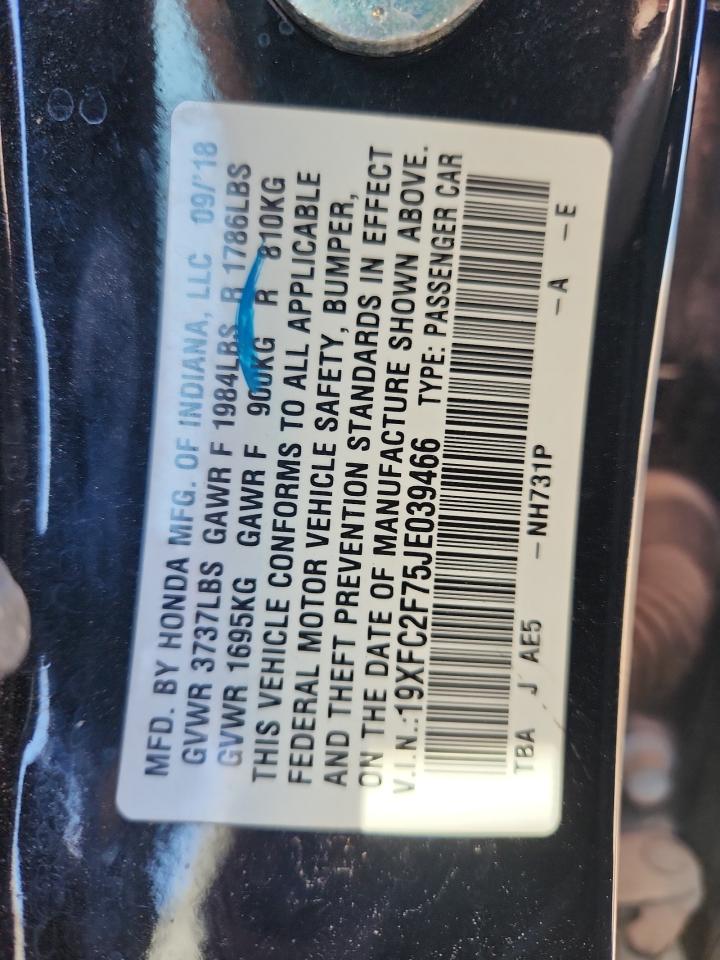 MFD. BY HONDA MFG. OF INDIANA, LLC 09/'18
GVWR 3737LBS GAWR F 1984LBS R 1786LBS
GVWR 1695KG GAWR F 900KG R 810KG
THIS VEHICLE CONFORMS TO ALL APPLICABLE
FEDERAL MOTOR VEHICLE SAFETY, BUMPER,
AND THEFT PREVENTION STANDARDS IN EFFECT
ON THE DATE OF MANUFACTURE SHOWN ABOVE.
V.I.N.:19XFC2F75JE039466 TYPE: PASSENGER CAR
TBA J AE5 -NH731P -A -E